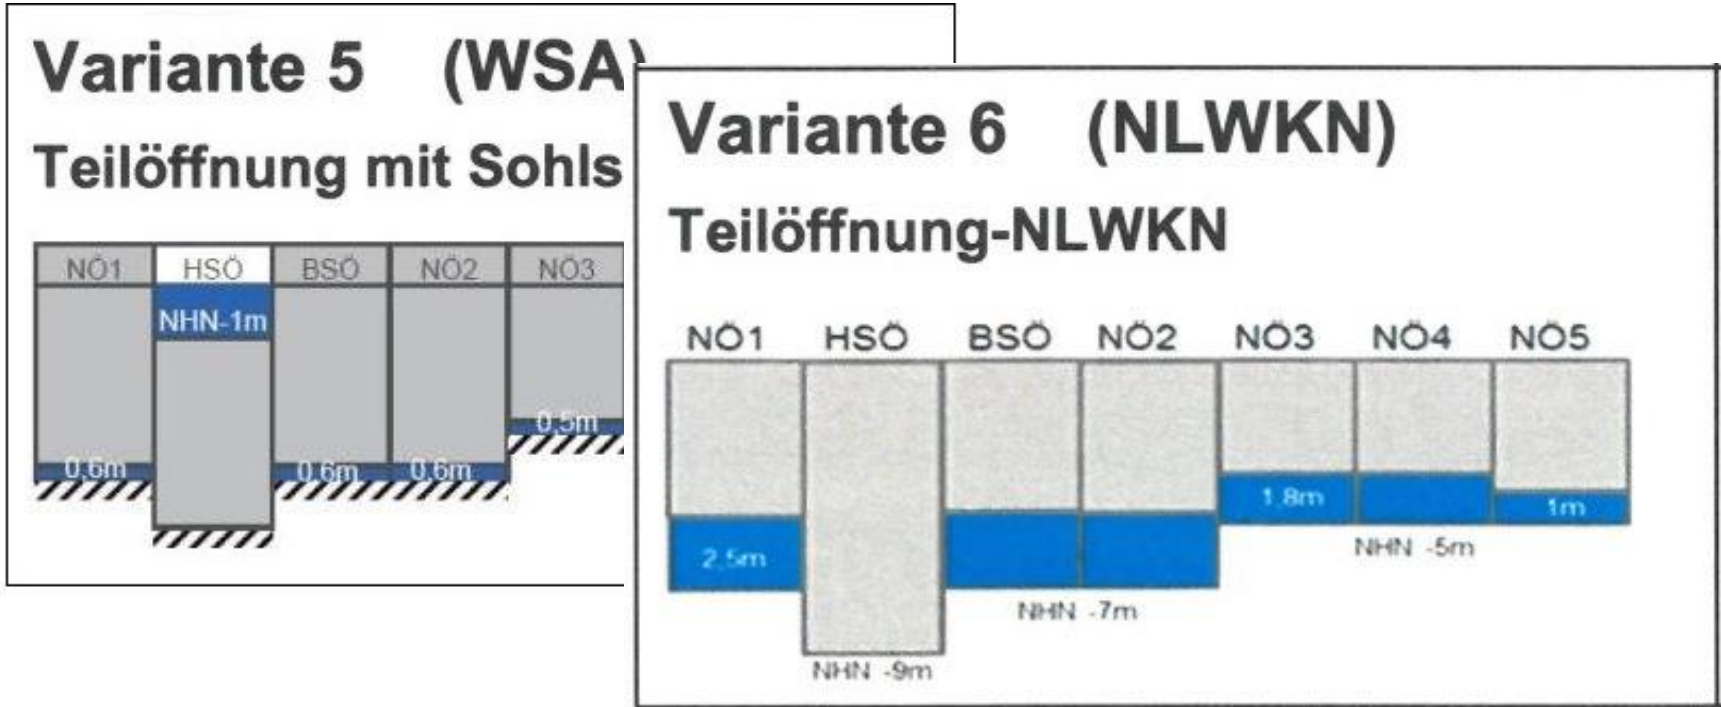 Variante 5 (WSA)
Teilöffnung mit Sohls
NÖ1 HSÖ BSÖ NÖ2 NÖ3
NHN-1m
0,5m
0,6m 0,6m 0,6m
Variante 6 (NLWKN)
Teilöffnung-NLWKN
NÖ1 HSÖ BSÖ NÖ2 NÖ3 NÖ4 NÖ5
1,8m 1m
2,5m
NHN -5m
NHN -7m
NHN -9m